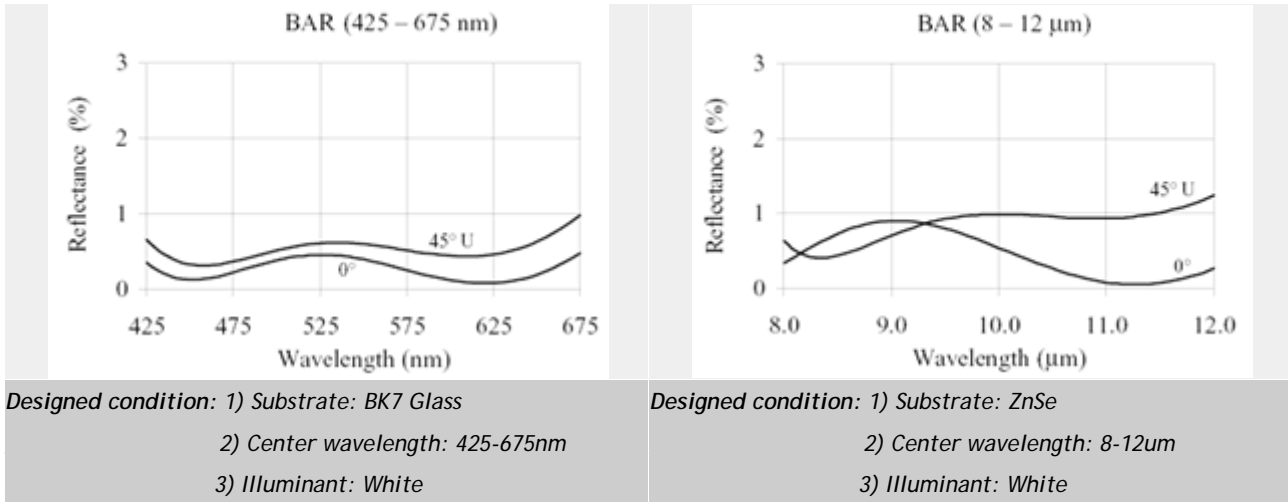 BAR (425 – 675 nm)
3
2
1
0
Reflectance (%)
45° U
0°
425 475 525 575 625 675
Wavelength (nm)
BAR (8 – 12 μm)
3
2
1
0
Reflectance (%)
45° U
0°
8.0 9.0 10.0 11.0 12.0
Wavelength (μm)
Designed condition: 1) Substrate: BK7 Glass
2) Center wavelength: 425-675nm
3) Illuminant: White
Designed condition: 1) Substrate: ZnSe
2) Center wavelength: 8-12um
3) Illuminant: White